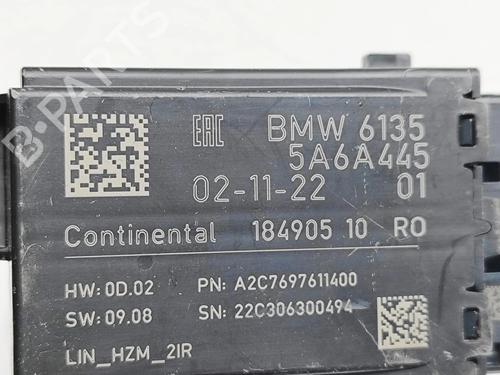 B-PARTS
EAC BMW 6135
5A6A445
02-11-22 01
Continental 184905 10 RO
HW: 0D.02 PN: A2C7697611400
SW: 09.08 SN: 22C306300494
LIN_HZM_2IR